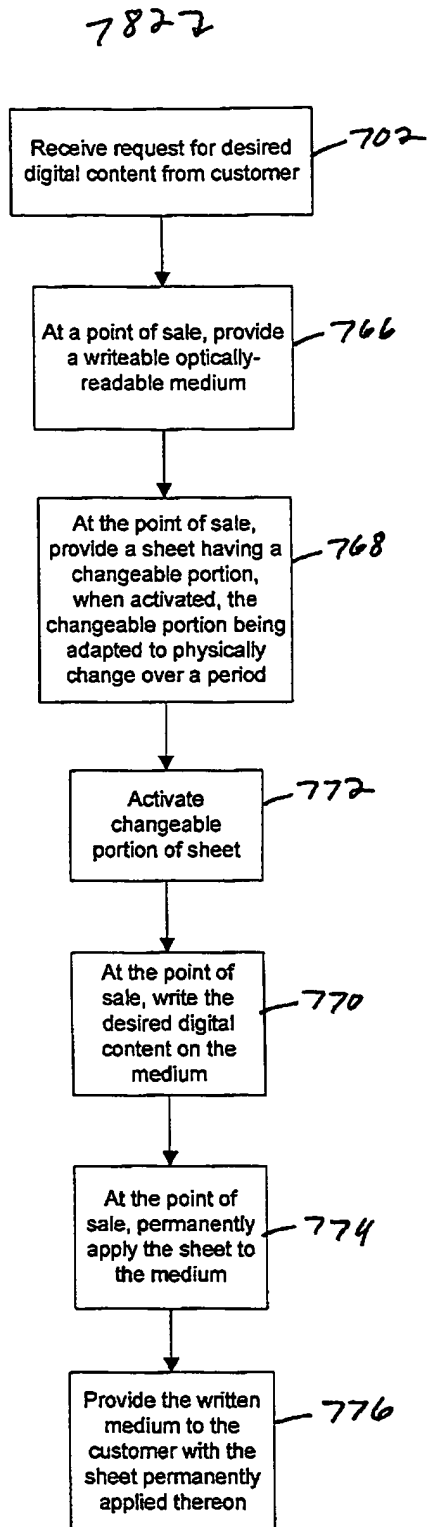 7822
Receive request for desired
digital content from customer
702
At a point of sale, provide
a writeable optically-
readable medium
766
At the point of sale,
provide a sheet having a
changeable portion,
when activated, the
changeable portion being
adapted to physically
change over a period
768
Activate
changeable
portion of sheet
772
At the point of
sale, write the
desired digital
content on the
medium
770
At the point of
sale, permanently
apply the sheet to
the medium
774
Provide the written
medium to the
customer with the
sheet permanently
applied thereon
776